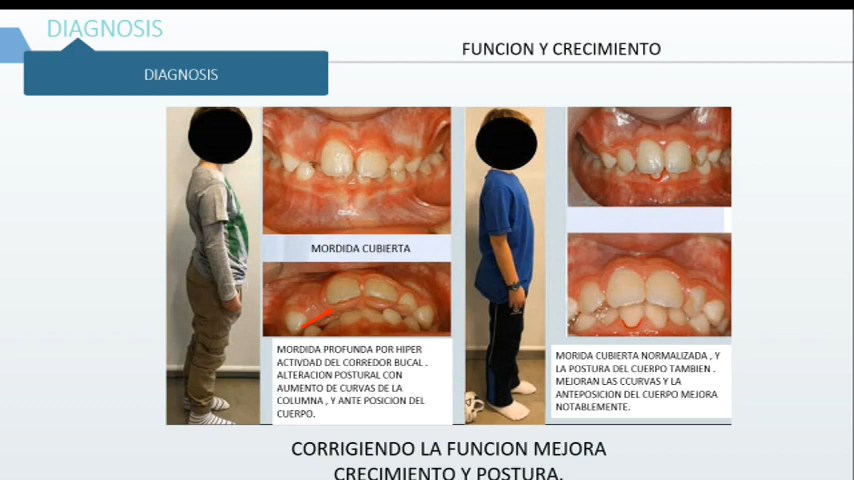 DIAGNOSIS
FUNCION Y CRECIMIENTO
DIAGNOSIS
MORDIDA CUBIERTA
MORDIDA PROFUNDA POR HIPER
ACTIVDAD DEL CORREDOR BUCAL .
ALTERACION POSTURAL CON
AUMENTO DE CURVAS DE LA
COLUMNA , Y ANTE POSICION DEL
CUERPO.
MORIDA CUBIERTA NORMALIZADA , Y
LA POSTURA DEL CUERPO TAMBIEN .
MEJORAN LAS CCURVAS Y LA
ANTEPOSICION DEL CUERPO MEJORA
NOTABLEMENTE.
CORRIGIENDO LA FUNCION MEJORA
CRECIMIENTO Y POSTURA.